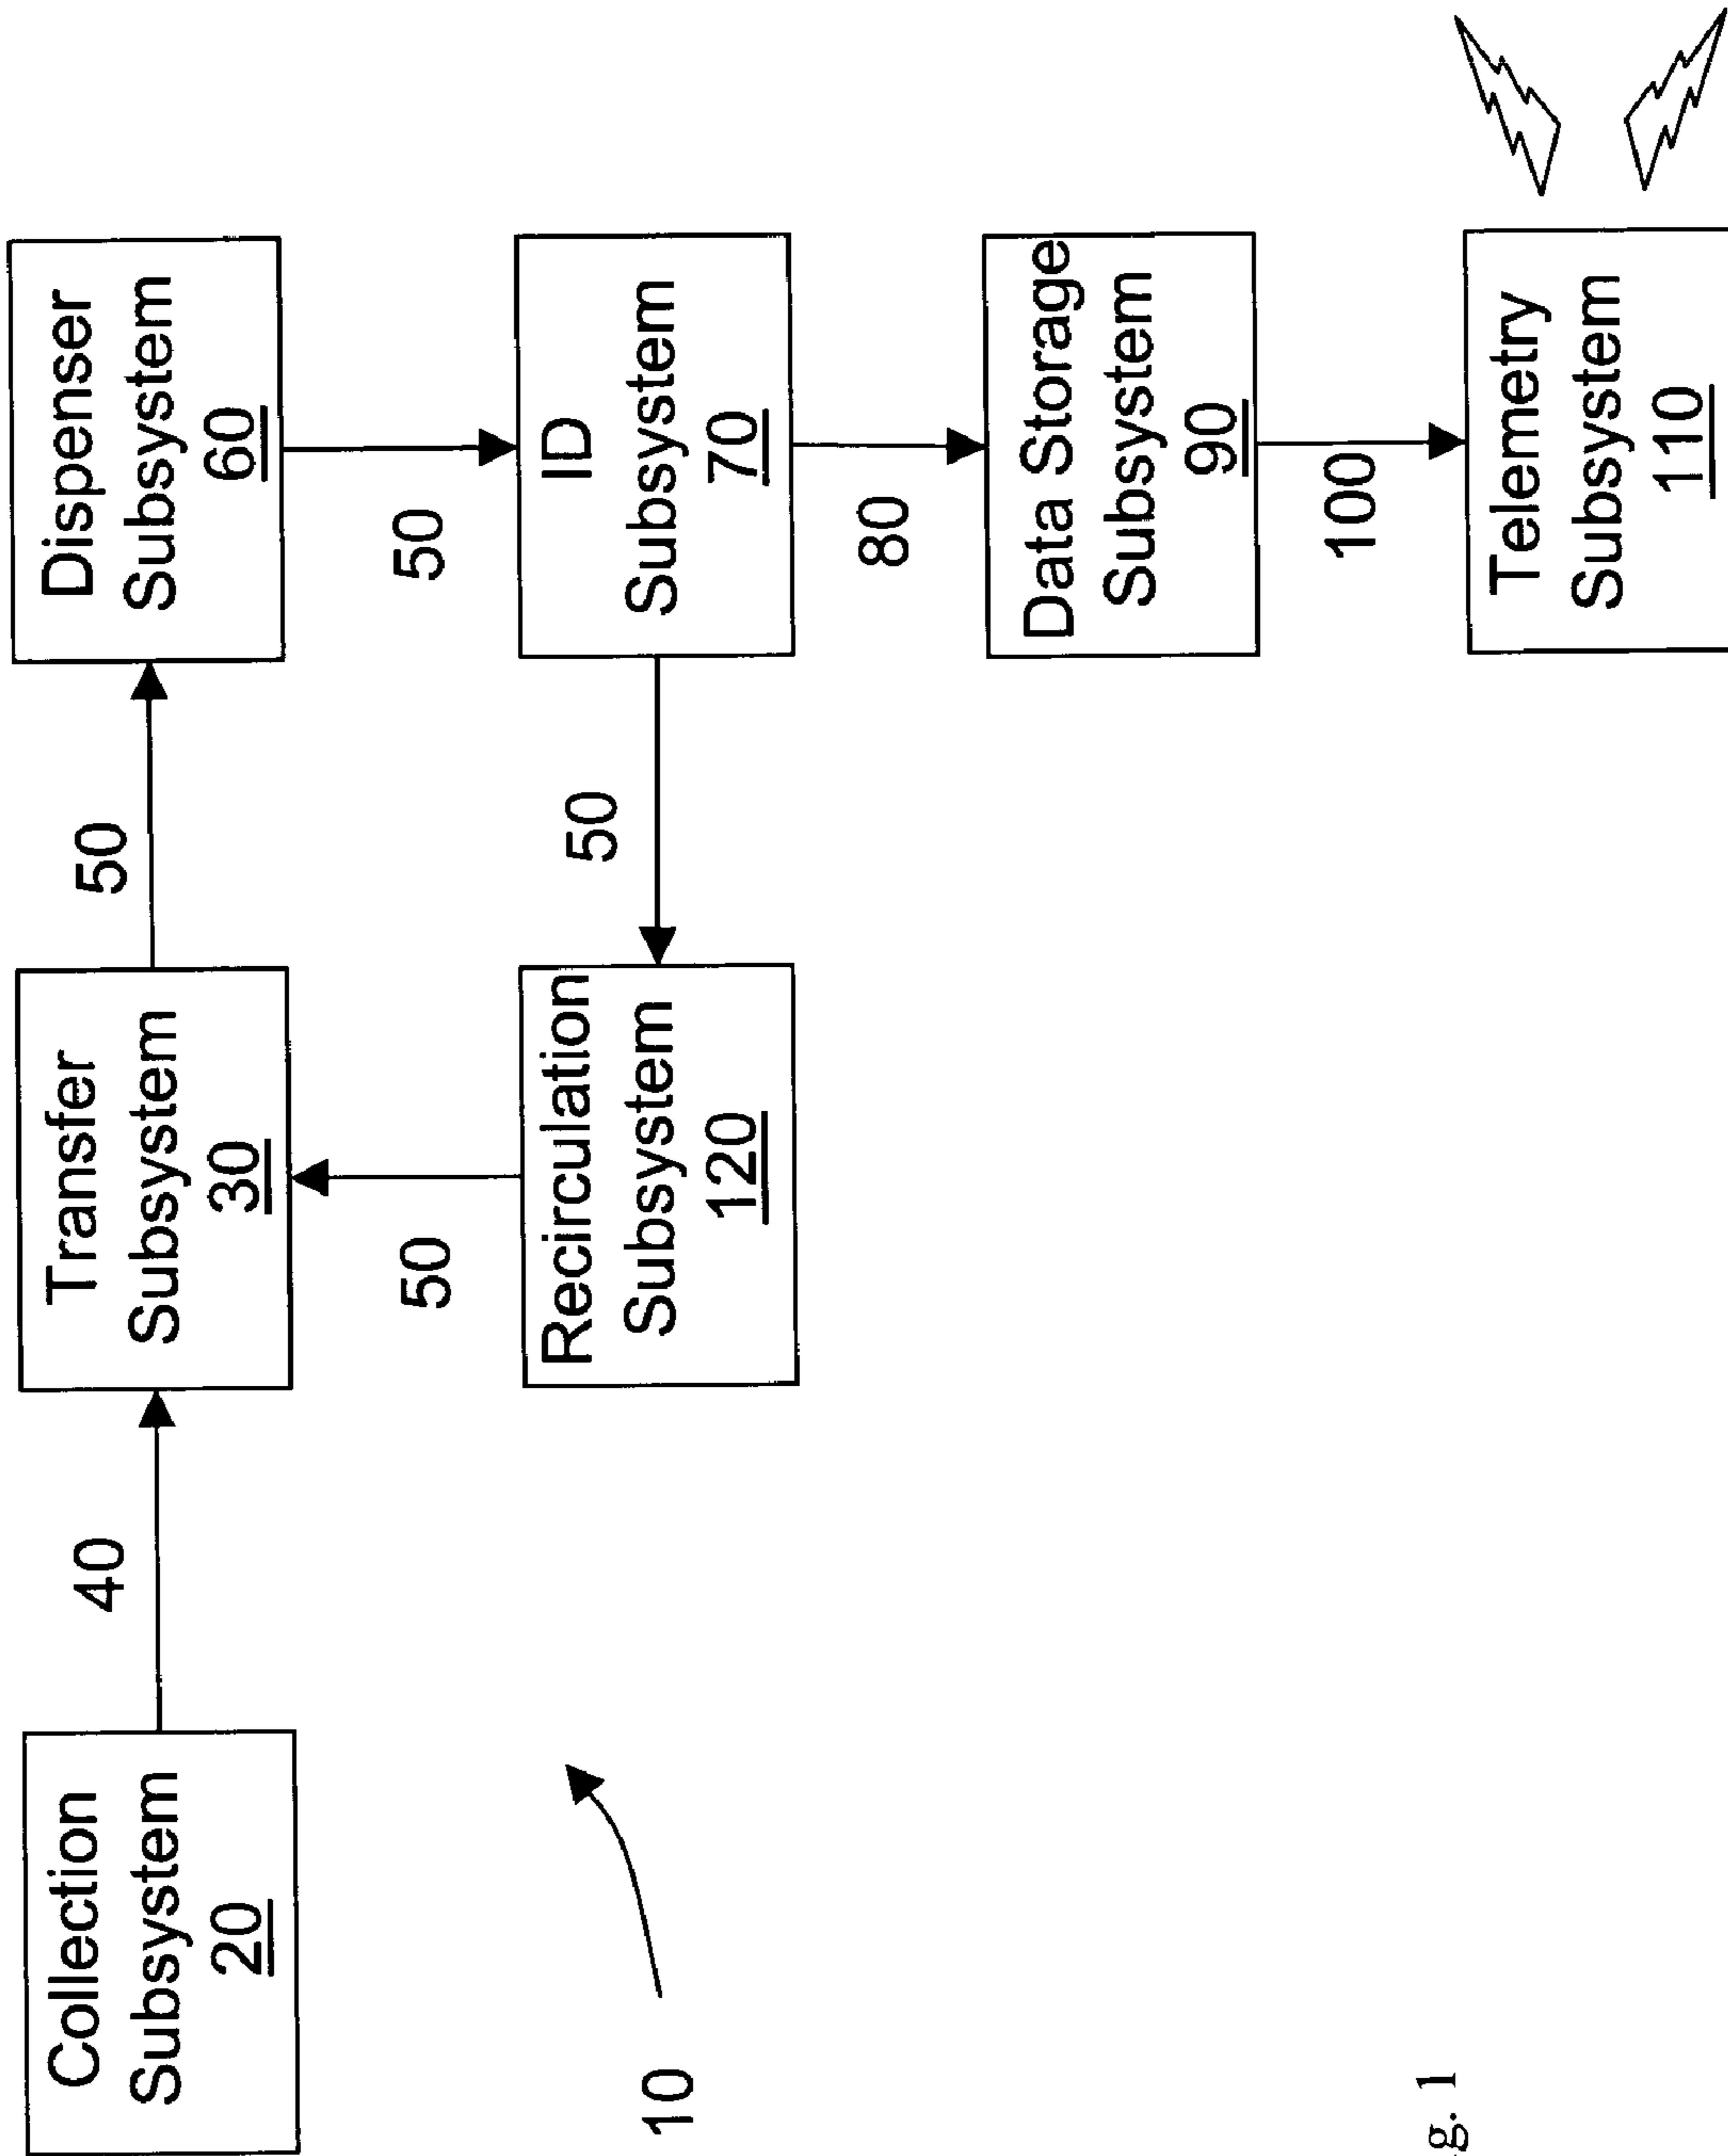 Collection
Subsystem
20
40
Transfer
Subsystem
30
50
Dispenser
Subsystem
60
50
50
10
Recirculation
Subsystem
120
50
ID
Subsystem
70
80
Data Storage
Subsystem
90
100
Telemetry
Subsystem
110
g. 1